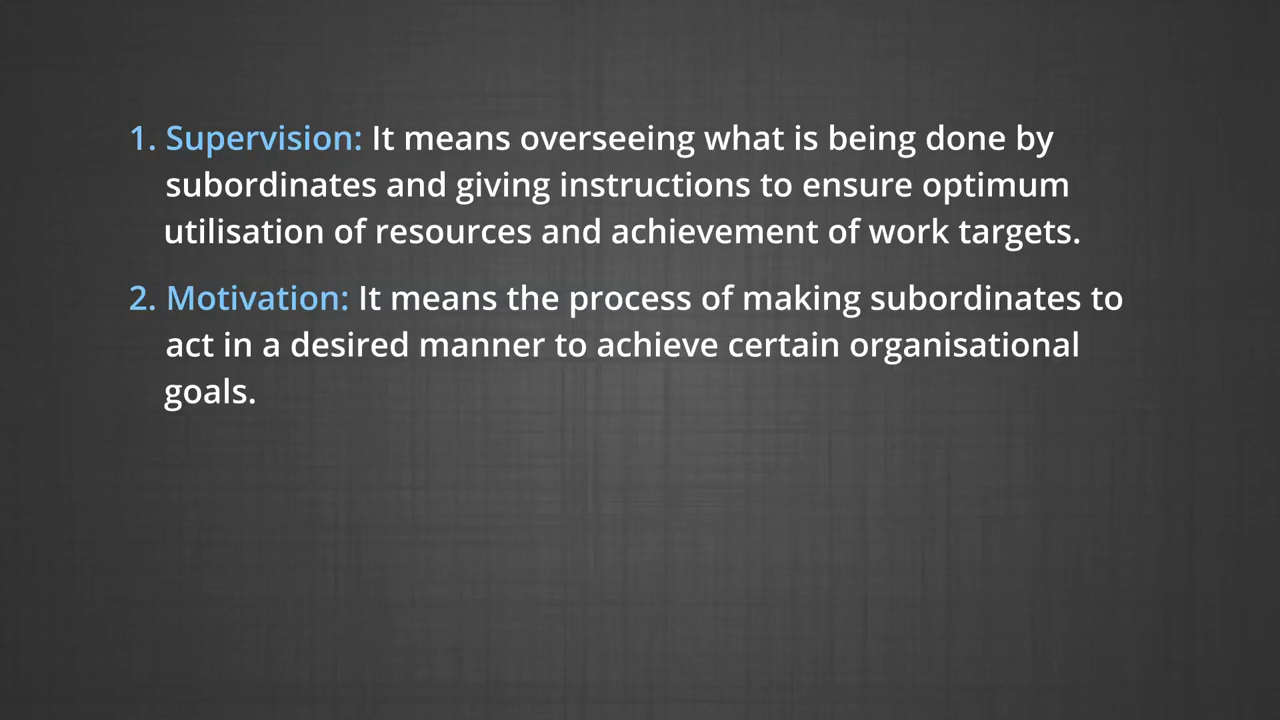 1. Supervision: It means overseeing what is being done by
subordinates and giving instructions to ensure optimum
utilisation of resources and achievement of work targets.
2. Motivation: It means the process of making subordinates to
act in a desired manner to achieve certain organisational
goals.